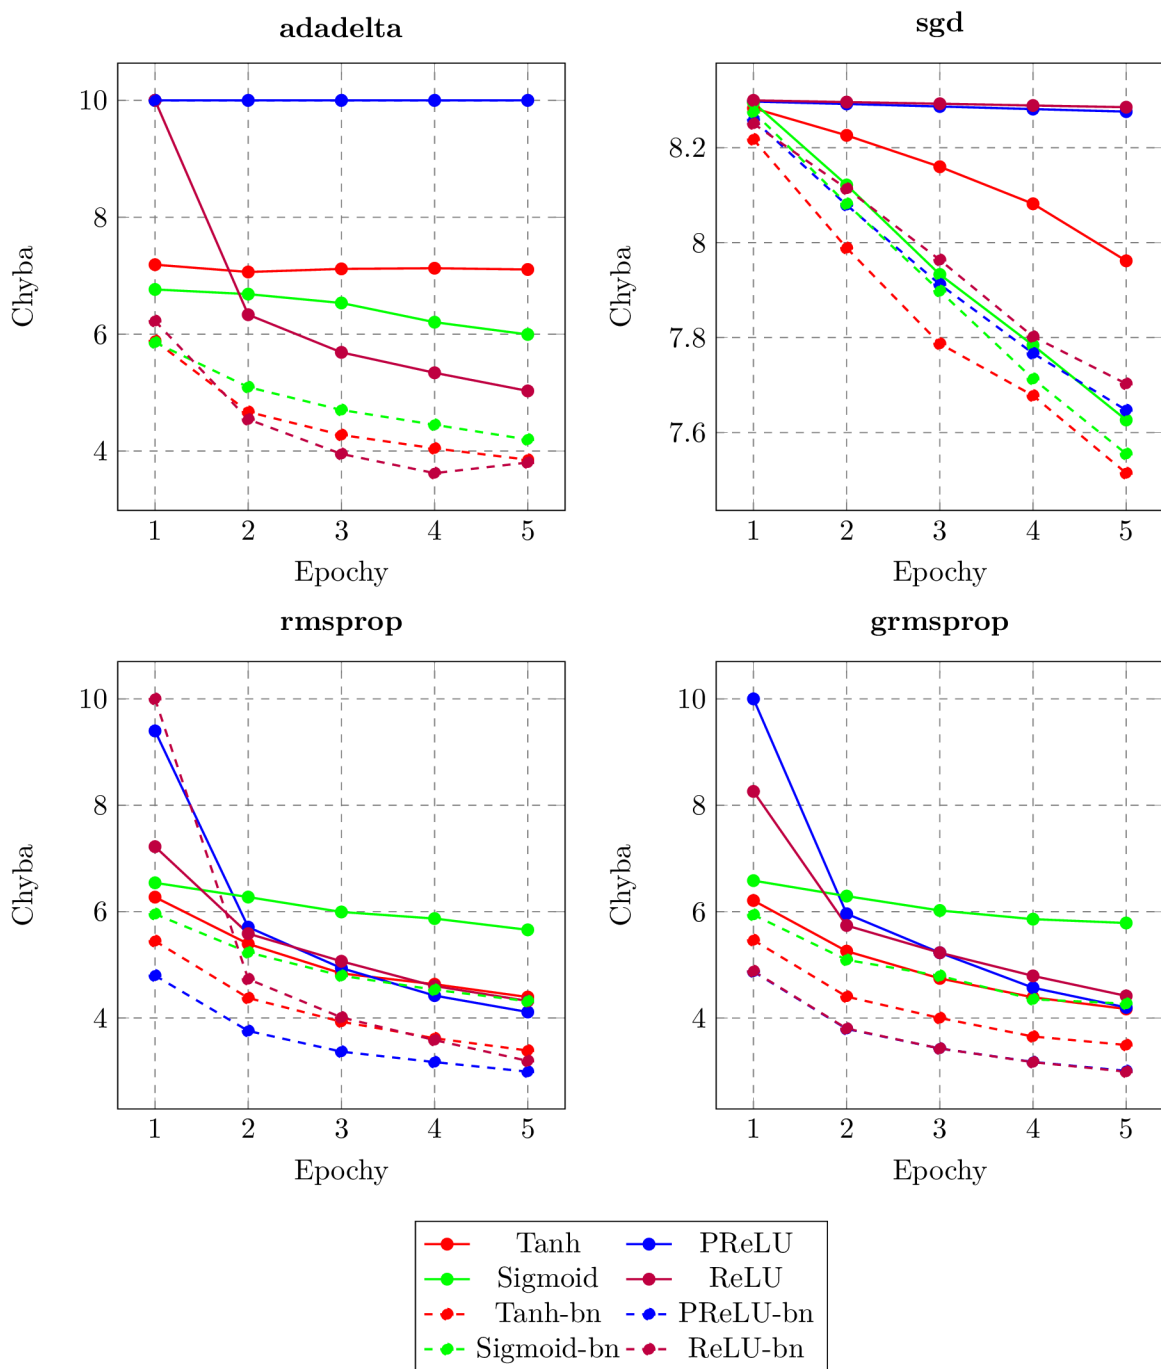 adadelta
10
8
6
4
Chyba
1 2 3 4 5
Epochy
sgd
8.2
8
7.8
7.6
Chyba
1 2 3 4 5
Epochy
rmsprop
10
8
6
4
Chyba
1 2 3 4 5
Epochy
grmsprop
10
8
6
4
Chyba
1 2 3 4 5
Epochy
Tanh PReLU
Sigmoid ReLU
Tanh-bn PReLU-bn
Sigmoid-bn ReLU-bn